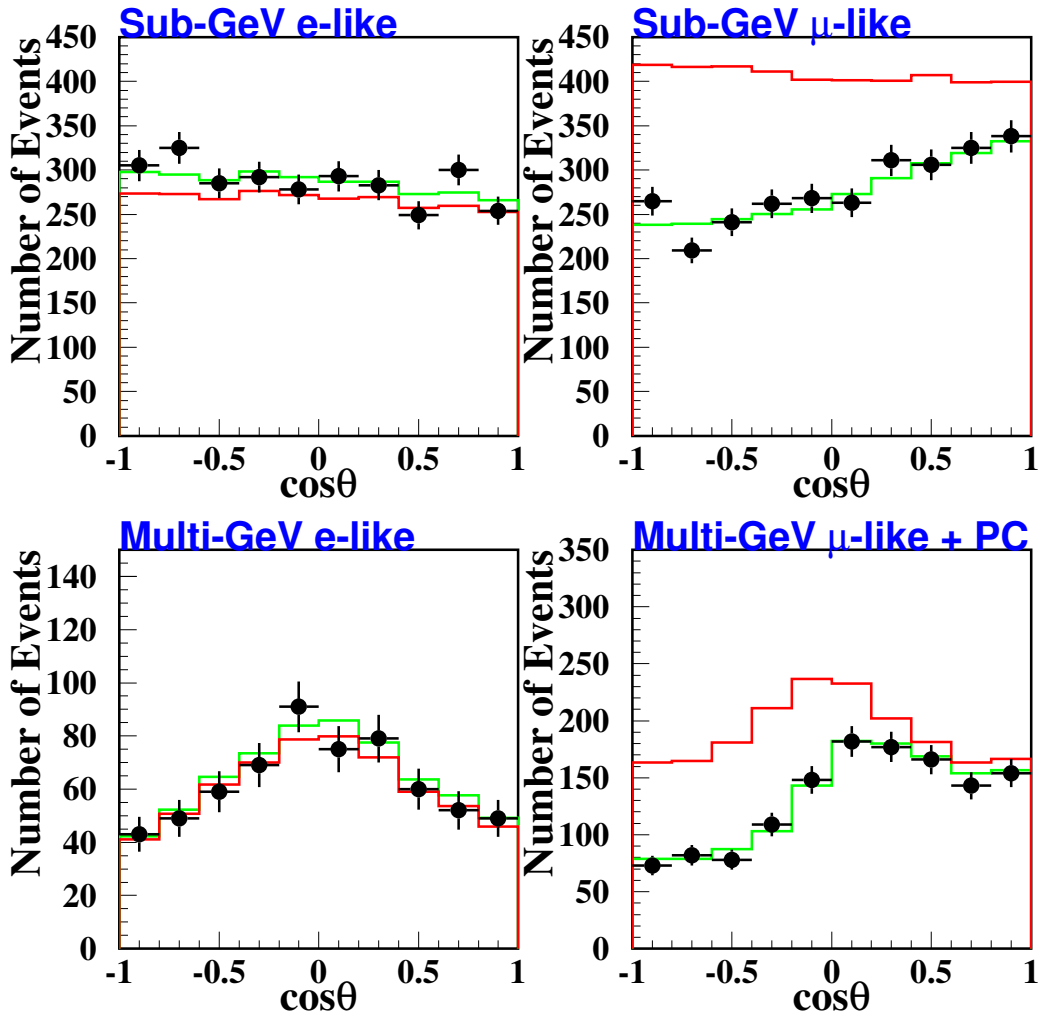 Sub-GeV e-like
Number of Events
450
400
350
300
250
200
150
100
50
0
-1 -0.5 0 0.5 1
cosθ
Sub-GeV μ-like
Number of Events
450
400
350
300
250
200
150
100
50
0
-1 -0.5 0 0.5 1
cosθ
Multi-GeV e-like
Number of Events
140
120
100
80
60
40
20
0
-1 -0.5 0 0.5 1
cosθ
Multi-GeV μ-like + PC
Number of Events
350
300
250
200
150
100
50
0
-1 -0.5 0 0.5 1
cosθ